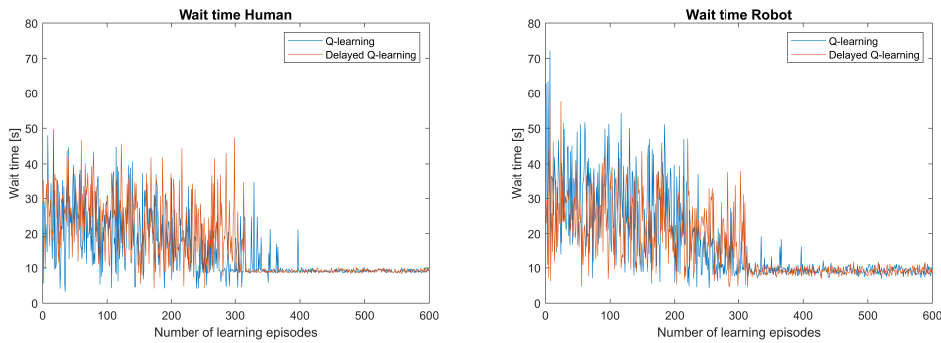 Wait time Human
80
70
60
50
40
30
20
10
0
Wait time [s]
0 100 200 300 400 500 600
Number of learning episodes
Q-learning
Delayed Q-learning
Wait time Robot
80
70
60
50
40
30
20
10
0
Wait time [s]
0 100 200 300 400 500 600
Number of learning episodes
Q-learning
Delayed Q-learning